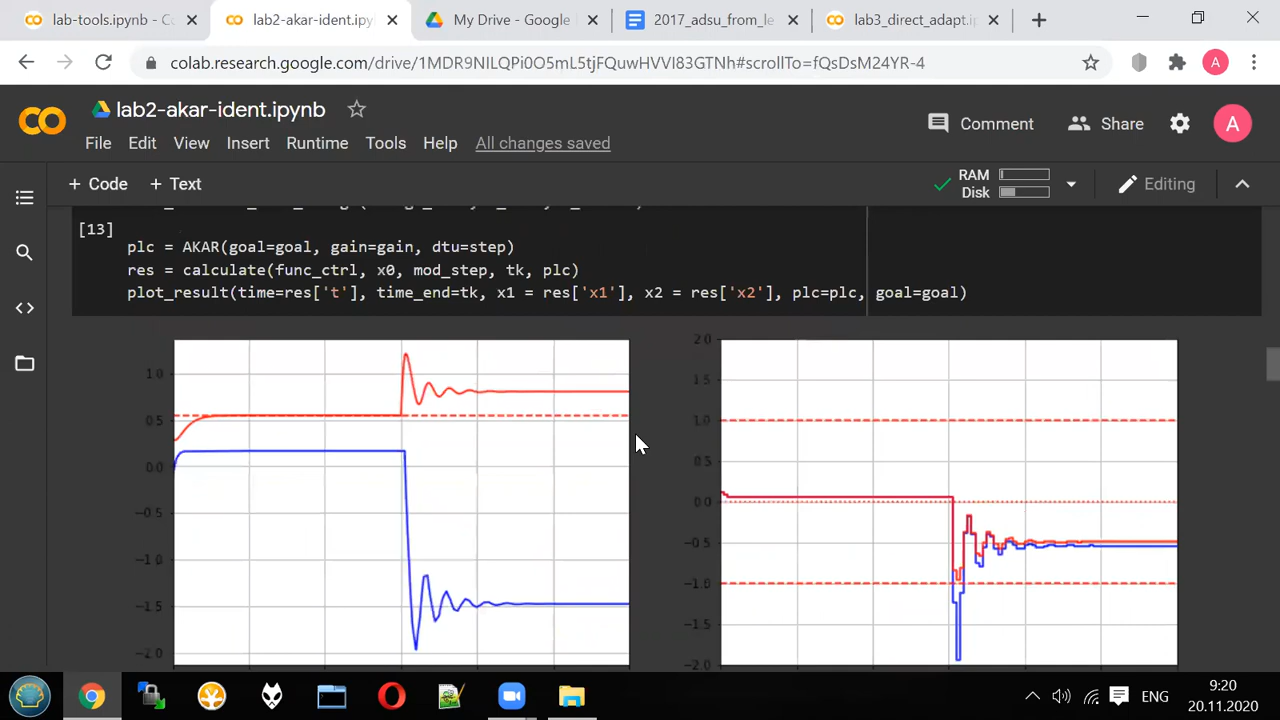 lab-tools.ipynb - C
lab2-akar-ident.ipy
My Drive - Google
2017_adsu_from_le
lab3_direct_adapt.i
colab.research.google.com/drive/1MDR9NILQPi0O5mL5tjFQuwHVVI83GTNh#scrollTo=fQsDsM24YR-4
A
lab2-akar-ident.ipynb
Comment
Share
A
File Edit View Insert Runtime Tools Help All changes saved
+ Code + Text
RAM
Disk
Editing
[13]
plc = AKAR(goal=goal, gain=gain, dtu=step)
res = calculate(func_ctrl, x0, mod_step, tk, plc)
plot_result(time=res['t'], time_end=tk, x1 = res['x1'], x2 = res['x2'], plc=plc, goal=goal)
1.0
0.5
0.0
−0.5
−1.0
−1.5
−2.0
2.0
1.5
1.0
0.5
0.0
−0.5
−1.0
−1.5
−2.0
ENG
9:20
20.11.2020